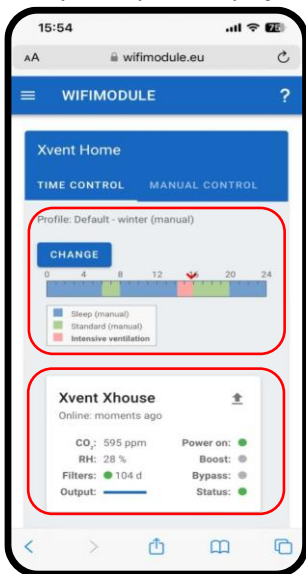 15:54
78
AA
wifimodule.eu
WIFIMODULE
?
Xvent Home
TIME CONTROL
MANUAL CONTROL
Profile: Default - winter (manual)
CHANGE
0 4 8 12 16 20 24
Sleep (manual)
Standard (manual)
Intensive ventilation
Xvent Xhouse
Online: moments ago
CO₂: 595 ppm Power on:
RH: 28 % Boost:
Filters: 104 d Bypass:
Output: Status: